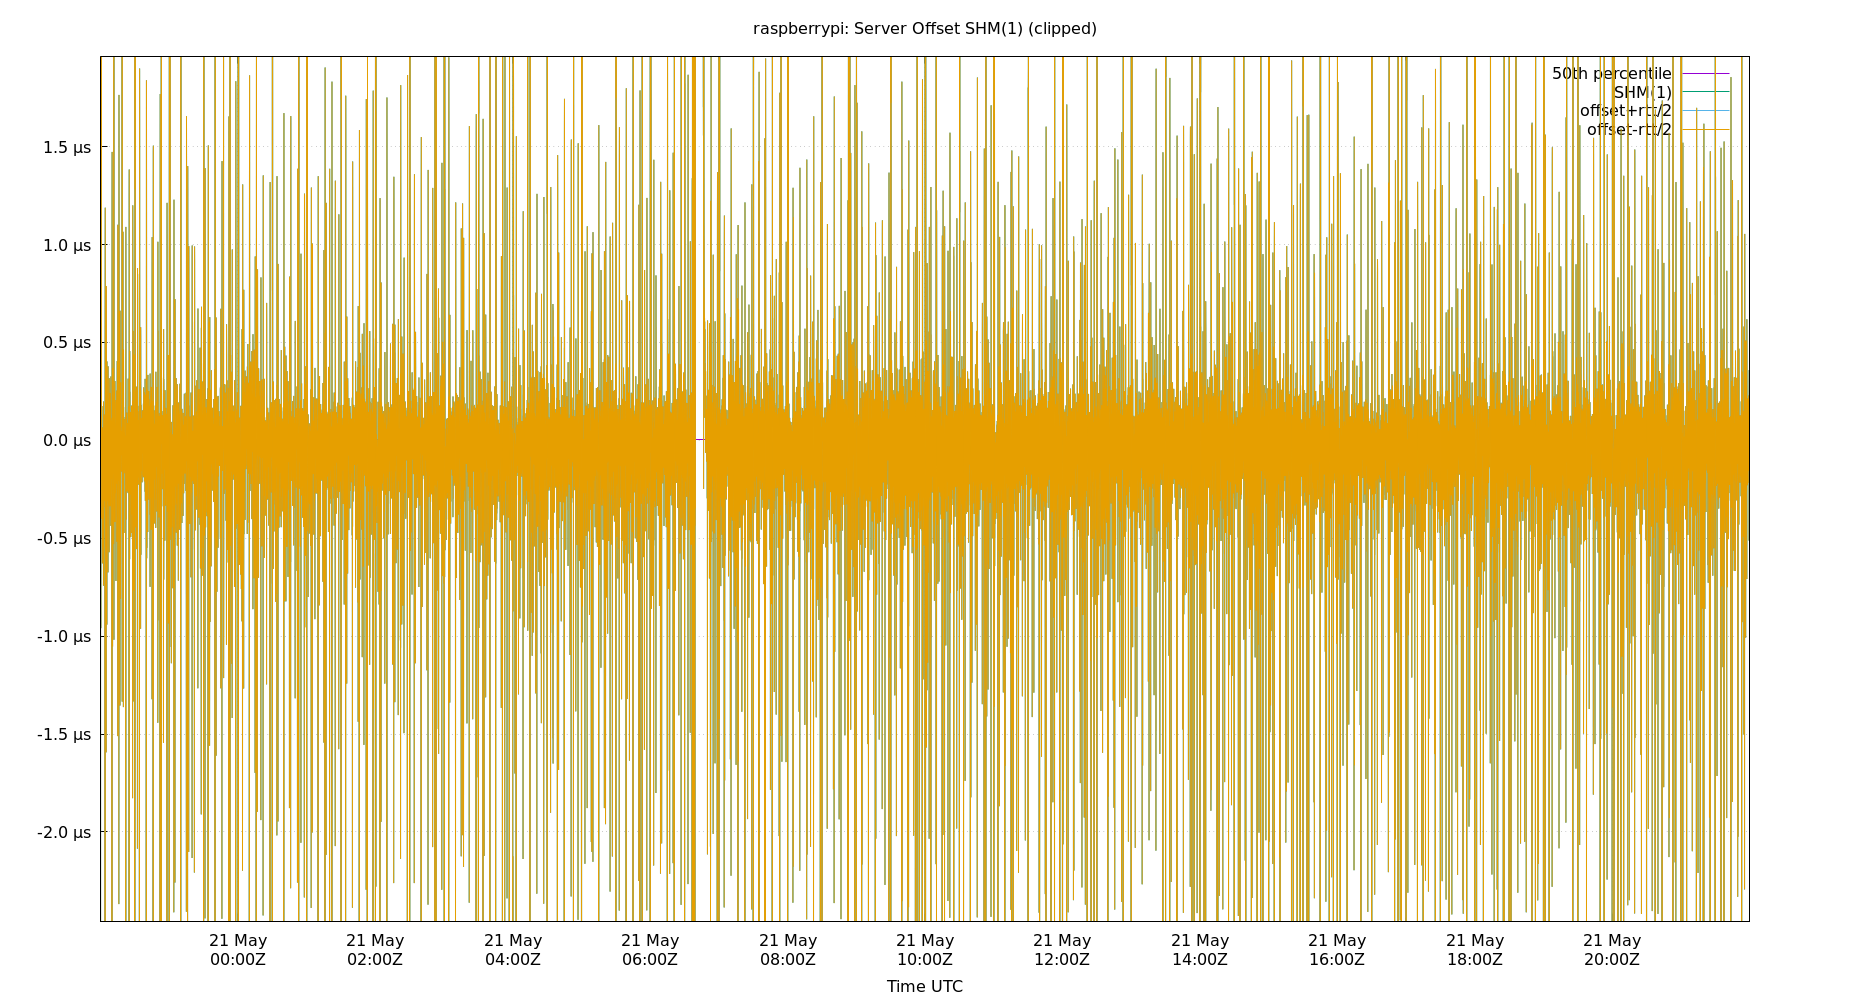 raspberrypi: Server Offset SHM(1) (clipped)
50th percentile
SHM(1)
offset+rtt/2
offset-rtt/2
1.5 µs
1.0 µs
0.5 µs
0.0 µs
-0.5 µs
-1.0 µs
-1.5 µs
-2.0 µs
21 May 21 May 21 May 21 May 21 May 21 May 21 May 21 May 21 May 21 May 21 May
00:00Z 02:00Z 04:00Z 06:00Z 08:00Z 10:00Z 12:00Z 14:00Z 16:00Z 18:00Z 20:00Z
Time UTC